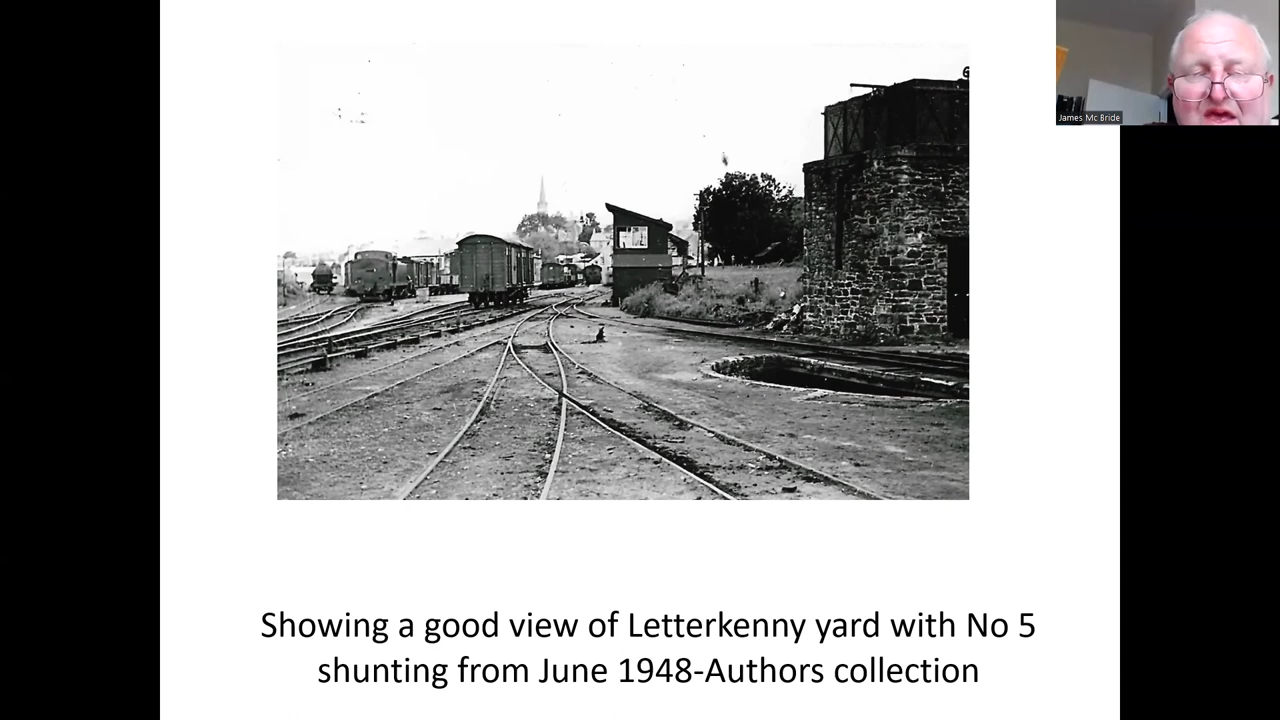 James Mc Bride
Showing a good view of Letterkenny yard with No 5
shunting from June 1948-Authors collection